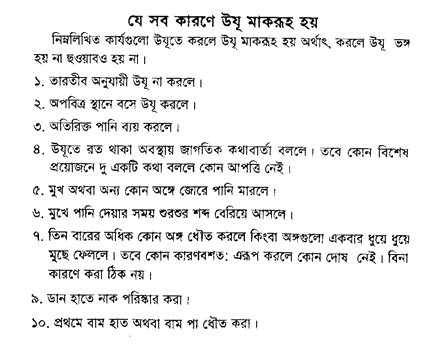 যে সব কারণে উযূ মাকরূহ হয়
নিম্নলিখিত কার্যগুলো উযূতে করলে উযূ মাকরূহ হয় অর্থাৎ, করলে উযূ ভঙ্গ
হয় না ছওয়াবও হয় না।
১. তারতীব অনুযায়ী উযূ না করলে।
২. অপবিত্র স্থানে বসে উযূ করলে।
৩. অতিরিক্ত পানি ব্যয় করলে।
৪. উযূতে রত থাকা অবস্থায় জাগতিক কথাবার্তা বললে। তবে কোন বিশেষ
প্রয়োজনে দু একটি কথা বললে কোন আপত্তি নেই।
৫. মুখ অথবা অন্য কোন অঙ্গে জোরে পানি মারলে।
৬. মুখে পানি দেয়ার সময় শুরশুর শব্দ বেরিয়ে আসলে।
৭. তিন বারের অধিক কোন অঙ্গ ধৌত করলে কিংবা অঙ্গগুলো একবার ধুয়ে ধুয়ে
মুছে ফেললে। তবে কোন কারণবশত: এরূপ করলে কোন দোষ নেই। বিনা
কারণে করা ঠিক নয়।
৯. ডান হাতে নাক পরিস্কার করা।
১০. প্রথমে বাম হাত অথবা বাম পা ধৌত করা।